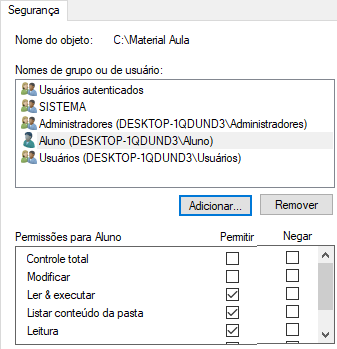 Segurança
Nome do objeto: C:\Material Aula
Nomes de grupo ou de usuário:
Usuários autenticados
SISTEMA
Administradores (DESKTOP-1QDUND3\Administradores)
Aluno (DESKTOP-1QDUND3\Aluno)
Usuários (DESKTOP-1QDUND3\Usuários)
Adicionar... Remover
Permissões para Aluno Permitir Negar
Controle total
Modificar
Ler & executar
Listar conteúdo da pasta
Leitura